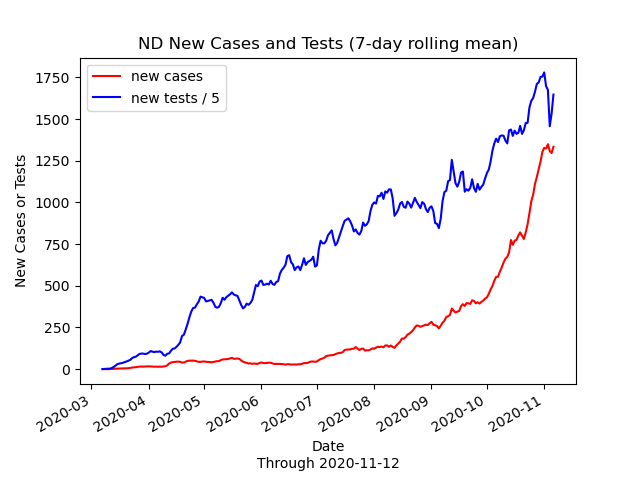 ND New Cases and Tests (7-day rolling mean)
new cases
new tests / 5
New Cases or Tests
1750
1500
1250
1000
750
500
250
0
2020-03
2020-04
2020-05
2020-06
2020-07
2020-08
2020-09
2020-10
2020-11
Date
Through 2020-11-12